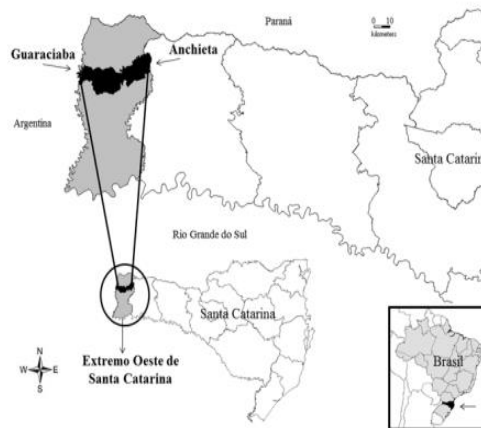 Paraná
0 10
kilometers
Guaraciaba
Anchieta
Argentina
Santa Catarin
Rio Grande do Sul
Santa Catarina
Extremo Oeste de
Santa Catarina
N
W E
S
Brasil